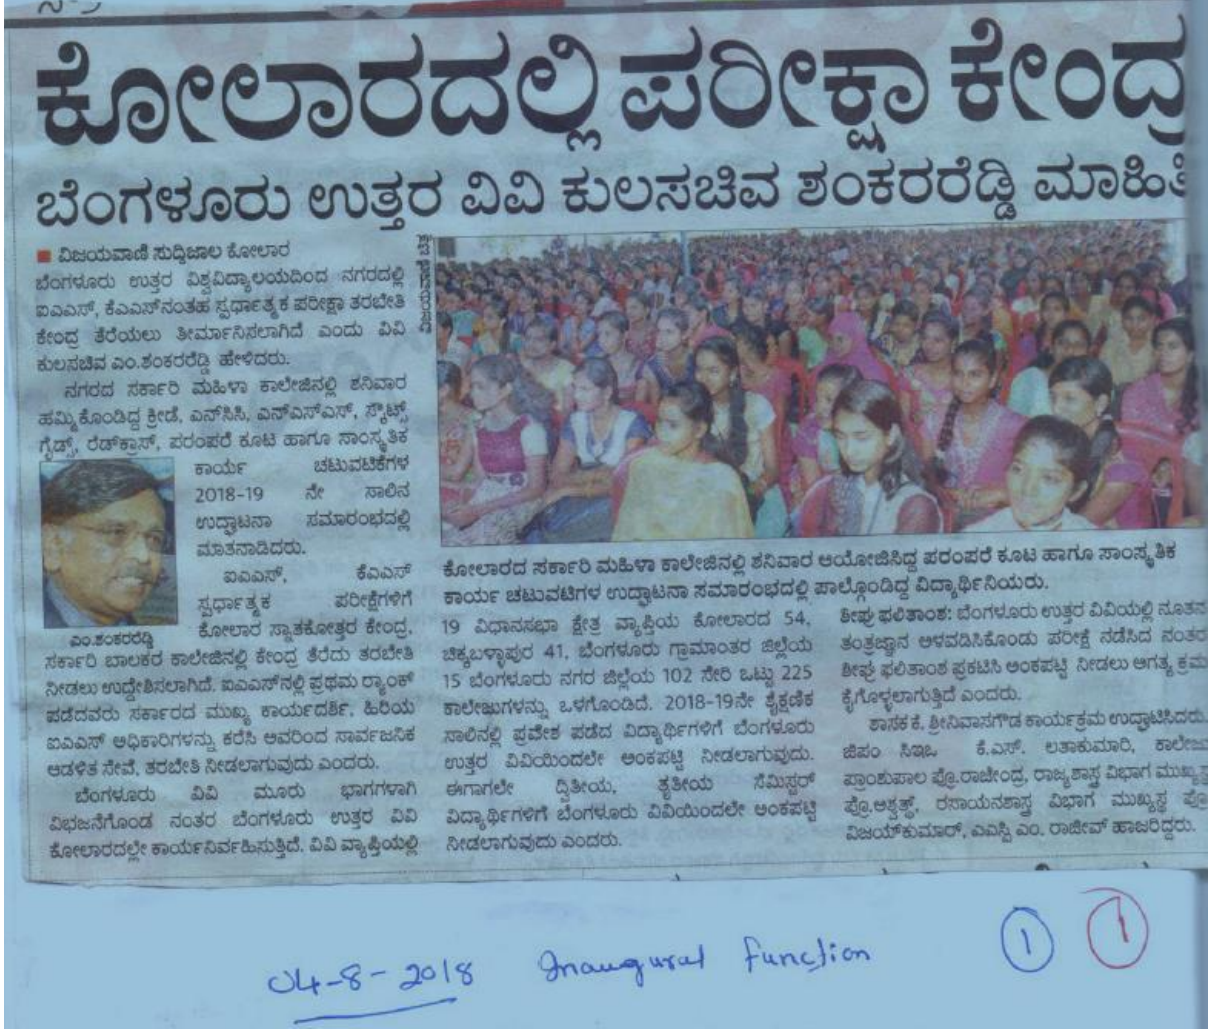 ಕೋಲಾರದಲ್ಲಿ ಪರೀಕ್ಷಾ ಕೇಂದ್ರ
ಬೆಂಗಳೂರು ಉತ್ತರ ವಿವಿ ಕುಲಸಚಿವ ಶಂಕರರೆಡ್ಡಿ ಮಾಹಿತಿ
■ ವಿಜಯವಾಣಿ ಸುದ್ದಿಜಾಲ ಕೋಲಾರ
ಬೆಂಗಳೂರು ಉತ್ತರ ವಿಶ್ವವಿದ್ಯಾಲಯದಿಂದ ನಗರದಲ್ಲಿ
ಐಎಎಸ್, ಕೆಎಎಸ್‌ನಂತಹ ಸ್ಪರ್ಧಾತ್ಮಕ ಪರೀಕ್ಷಾ ತರಬೇತಿ
ಕೇಂದ್ರ ತೆರೆಯಲು ತೀರ್ಮಾನಿಸಲಾಗಿದೆ ಎಂದು ವಿವಿ
ಕುಲಸಚಿವ ಎಂ.ಶಂಕರರೆಡ್ಡಿ ಹೇಳಿದರು.
ನಗರದ ಸರ್ಕಾರಿ ಮಹಿಳಾ ಕಾಲೇಜಿನಲ್ಲಿ ಶನಿವಾರ
ಹಮ್ಮಿಕೊಂಡಿದ್ದ ಕ್ರೀಡೆ, ಎನ್‌ಸಿಸಿ, ಎನ್‌ಎಸ್‌ಎಸ್, ಸ್ಕೌಟ್ಸ್
ಗೈಡ್ಸ್, ರೆಡ್‌ಕ್ರಾಸ್, ಪರಂಪರೆ ಕೂಟ ಹಾಗೂ ಸಾಂಸ್ಕೃತಿಕ
ಕಾರ್ಯ ಚಟುವಟಿಕೆಗಳ
2018-19 ನೇ ಸಾಲಿನ
ಉದ್ಘಾಟನಾ ಸಮಾರಂಭದಲ್ಲಿ
ಮಾತನಾಡಿದರು.
ಐಎಎಸ್, ಕೆಎಎಸ್
ಸ್ಪರ್ಧಾತ್ಮಕ ಪರೀಕ್ಷೆಗಳಿಗೆ
ಕೋಲಾರ ಸ್ನಾತಕೋತ್ತರ ಕೇಂದ್ರ,
ಎಂ.ಶಂಕರರೆಡ್ಡಿ
ಸರ್ಕಾರಿ ಬಾಲಕರ ಕಾಲೇಜಿನಲ್ಲಿ ಕೇಂದ್ರ ತೆರೆದು ತರಬೇತಿ
ನೀಡಲು ಉದ್ದೇಶಿಸಲಾಗಿದೆ. ಐಎಎಸ್‌ನಲ್ಲಿ ಪ್ರಥಮ ರ‍್ಯಾಂಕ್
ಪಡೆದವರು ಸರ್ಕಾರದ ಮುಖ್ಯ ಕಾರ್ಯದರ್ಶಿ, ಹಿರಿಯ
ಐಎಎಸ್ ಅಧಿಕಾರಿಗಳನ್ನು ಕರೆಸಿ ಅವರಿಂದ ಸಾರ್ವಜನಿಕ
ಆಡಳಿತ ಸೇವೆ, ತರಬೇತಿ ನೀಡಲಾಗುವುದು ಎಂದರು.
ಬೆಂಗಳೂರು ವಿವಿ ಮೂರು ಭಾಗಗಳಾಗಿ
ವಿಭಜನೆಗೊಂಡ ನಂತರ ಬೆಂಗಳೂರು ಉತ್ತರ ವಿವಿ
ಕೋಲಾರದಲ್ಲೇ ಕಾರ್ಯನಿರ್ವಹಿಸುತ್ತಿದೆ. ವಿವಿ ವ್ಯಾಪ್ತಿಯಲ್ಲಿ
ಕೋಲಾರದ ಸರ್ಕಾರಿ ಮಹಿಳಾ ಕಾಲೇಜಿನಲ್ಲಿ ಶನಿವಾರ ಆಯೋಜಿಸಿದ್ದ ಪರಂಪರೆ ಕೂಟ ಹಾಗೂ ಸಾಂಸ್ಕೃತಿಕ
ಕಾರ್ಯ ಚಟುವಟಿಗಳ ಉದ್ಘಾಟನಾ ಸಮಾರಂಭದಲ್ಲಿ ಪಾಲ್ಗೊಂಡಿದ್ದ ವಿದ್ಯಾರ್ಥಿನಿಯರು.
19 ವಿಧಾನಸಭಾ ಕ್ಷೇತ್ರ ವ್ಯಾಪ್ತಿಯ ಕೋಲಾರದ 54,
ಚಿಕ್ಕಬಳ್ಳಾಪುರ 41, ಬೆಂಗಳೂರು ಗ್ರಾಮಾಂತರ ಜಿಲ್ಲೆಯ
15 ಬೆಂಗಳೂರು ನಗರ ಜಿಲ್ಲೆಯ 102 ಸೇರಿ ಒಟ್ಟು 225
ಕಾಲೇಜುಗಳನ್ನು ಒಳಗೊಂಡಿದೆ. 2018-19ನೇ ಶೈಕ್ಷಣಿಕ
ಸಾಲಿನಲ್ಲಿ ಪ್ರವೇಶ ಪಡೆದ ವಿದ್ಯಾರ್ಥಿಗಳಿಗೆ ಬೆಂಗಳೂರು
ಉತ್ತರ ವಿವಿಯಿಂದಲೇ ಅಂಕಪಟ್ಟಿ ನೀಡಲಾಗುವುದು.
ಈಗಾಗಲೇ ದ್ವಿತೀಯ, ತೃತೀಯ ಸೆಮಿಸ್ಟರ್
ವಿದ್ಯಾರ್ಥಿಗಳಿಗೆ ಬೆಂಗಳೂರು ವಿವಿಯಿಂದಲೇ ಅಂಕಪಟ್ಟಿ
ನೀಡಲಾಗುವುದು ಎಂದರು.
ಶೀಘ್ರ ಫಲಿತಾಂಶ: ಬೆಂಗಳೂರು ಉತ್ತರ ವಿವಿಯಲ್ಲಿ ನೂತನ
ತಂತ್ರಜ್ಞಾನ ಅಳವಡಿಸಿಕೊಂಡು ಪರೀಕ್ಷೆ ನಡೆಸಿದ ನಂತರ
ಶೀಘ್ರ ಫಲಿತಾಂಶ ಪ್ರಕಟಿಸಿ ಅಂಕಪಟ್ಟಿ ನೀಡಲು ಅಗತ್ಯ ಕ್ರಮ
ಕೈಗೊಳ್ಳಲಾಗುತ್ತಿದೆ ಎಂದರು.
ಶಾಸಕ ಕೆ. ಶ್ರೀನಿವಾಸಗೌಡ ಕಾರ್ಯಕ್ರಮ ಉದ್ಘಾಟಿಸಿದರು.
ಜಿಪಂ ಸಿಇಒ ಕೆ.ಎಸ್. ಲತಾಕುಮಾರಿ, ಕಾಲೇಜು
ಪ್ರಾಂಶುಪಾಲ ಪ್ರೊ.ರಾಜೇಂದ್ರ, ರಾಜ್ಯಶಾಸ್ತ್ರ ವಿಭಾಗ ಮುಖ್ಯಸ್ಥ
ಪ್ರೊ.ಅಶ್ವತ್ಥ್, ರಸಾಯನಶಾಸ್ತ್ರ ವಿಭಾಗ ಮುಖ್ಯಸ್ಥ ಪ್ರೊ
ವಿಜಯ್‌ಕುಮಾರ್, ಎಎಸ್ಪಿ ಎಂ. ರಾಜೀವ್ ಹಾಜರಿದ್ದರು.
04-8-2018 Inaugural function
1 1